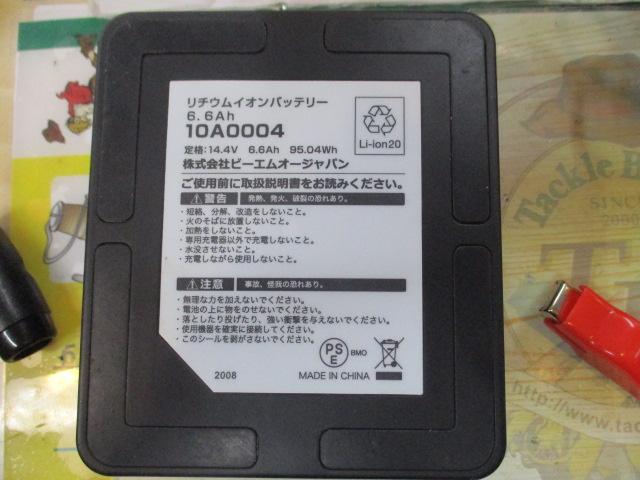 リチウムイオンバッテリー
6.6Ah
10A0004
定格:14.4V 6.6Ah 95.04Wh
株式会社ビーエムオージャパン
Li-ion20
ご使用前に取扱説明書をお読みください。
警告 発熱、発火、破裂の恐れあり。
・短絡、分解、改造をしないこと。
・火のそばに放置しないこと。
・加熱をしないこと。
・専用充電器以外で充電しないこと。
・水没させないこと。
・充電しながら使用しないこと。
注意 事故、怪我の恐れあり。
・無理な力を加えないでください。
・電池の上に物をのせないでください。
・落としたり投げたり、強い衝撃を与えないでください。
・使用機器を確実に接続してください。
・このシールを剥がさないでください。
PS
E
BMO
2008
MADE IN CHINA
Tackle
SINC
http://www.tac